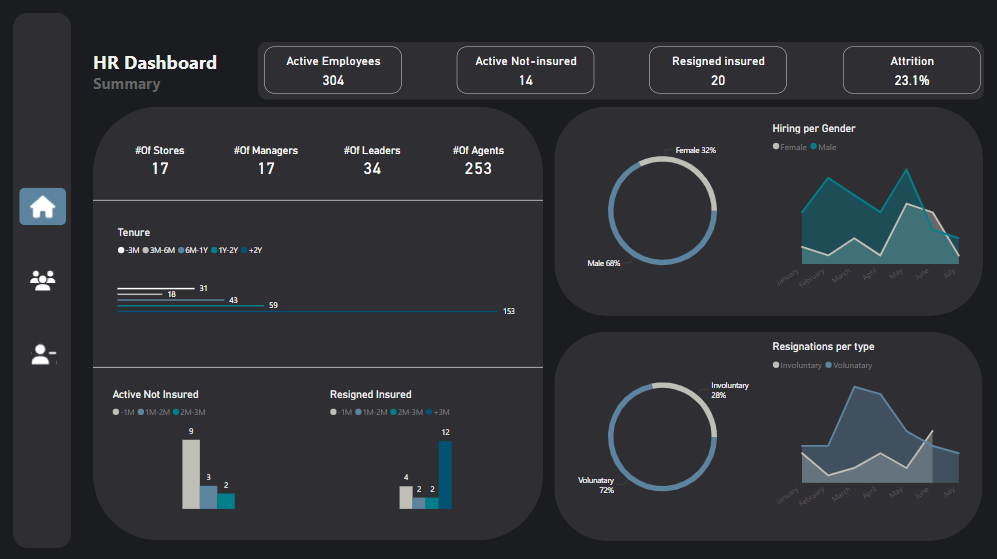 HR Dashboard
Summary
Active Employees
304
Active Not-insured
14
Resigned insured
20
Attrition
23.1%
#Of Stores
17
#Of Managers
17
#Of Leaders
34
#Of Agents
253
Tenure
-3M 3M-6M 6M-1Y 1Y-2Y +2Y
31
18
43
59
153
Active Not Insured
-1M 1M-2M 2M-3M
9
3
2
Resigned Insured
-1M 1M-2M 2M-3M +3M
4
2
2
12
Female 32%
Male 68%
Hiring per Gender
Female Male
January
February
March
April
May
June
July
Involuntary
28%
Volunatary
72%
Resignations per type
Involuntary Volunatary
January
February
March
April
May
June
July